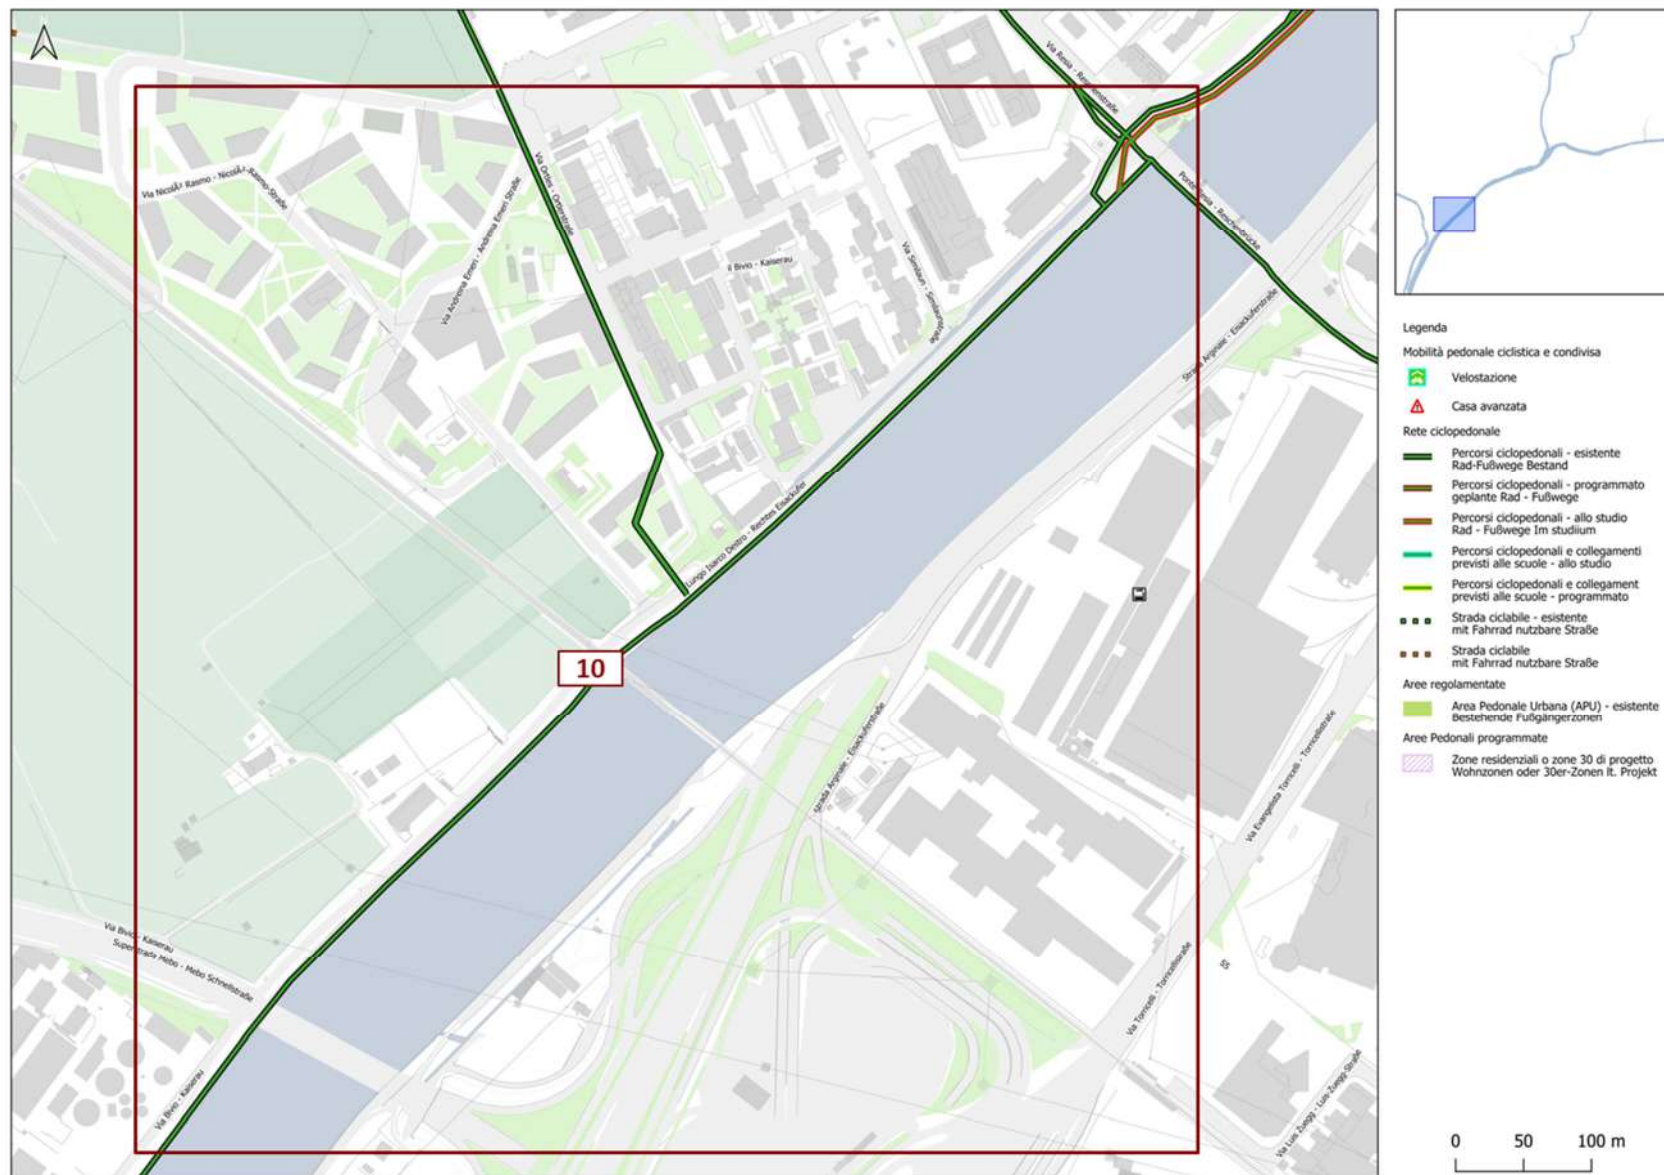 Via Resia - Reschenstraße
Via Ortles - Ortlerstraße
Via NicolÃ² Rasmo - NicolÃ²-Rasmo-Straße
Via Andreina Emeri - Andreina Emeri Straße
Ponte Resia - Reschenbrücke
il Bivio - Kaiserau
Via Similaun - Similaunstraße
Strada Arginale - Eisackuferstraße
Lungo Isarco Destro - Rechtes Eisackufer
10
Strada Arginale - Eisackuferstraße
Via Evangelista Torricelli - Torricellistraße
Via Bivio - Kaiserau
Superstrada Mebo - Mebo Schnellstraße
Via Torricelli - Torricellistraße
SS
Via Bivio - Kaiserau
Via Luis Zuegg - Luis-Zuegg-Straße
Legenda
Mobilità pedonale ciclistica e condivisa
Velostazione
Casa avanzata
Rete ciclopedonale
Percorsi ciclopedonali - esistente
Rad-Fußwege Bestand
Percorsi ciclopedonali - programmato
geplante Rad - Fußwege
Percorsi ciclopedonali - allo studio
Rad - Fußwege Im studiium
Percorsi ciclopedonali e collegamenti
previsti alle scuole - allo studio
Percorsi ciclopedonali e collegament
previsti alle scuole - programmato
Strada ciclabile - esistente
mit Fahrrad nutzbare Straße
Strada ciclabile
mit Fahrrad nutzbare Straße
Aree regolamentate
Area Pedonale Urbana (APU) - esistente
Bestehende Fußgängerzonen
Aree Pedonali programmate
Zone residenziali o zone 30 di progetto
Wohnzonen oder 30er-Zonen lt. Projekt
0 50 100 m